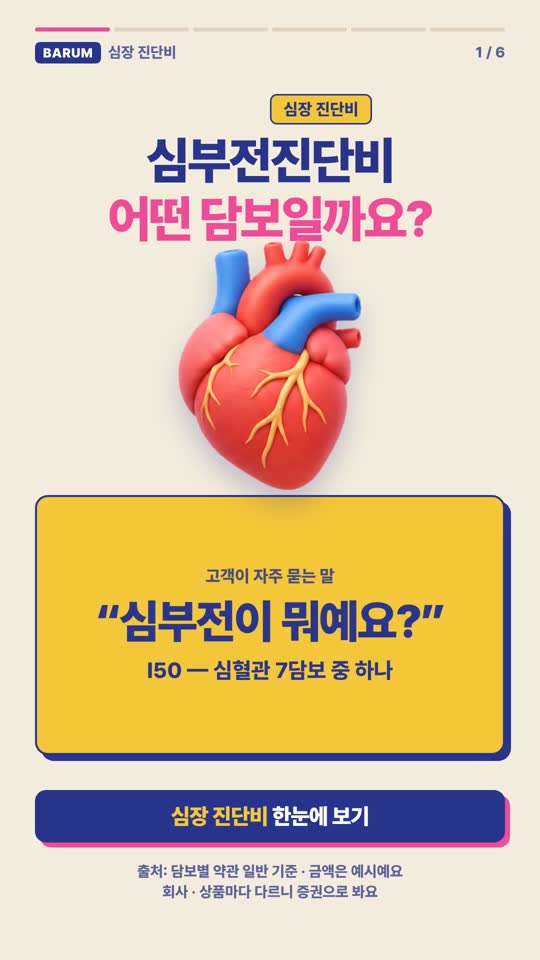 BARUM 심장 진단비 1 / 6
심장 진단비
심부전진단비
어떤 담보일까요?
고객이 자주 묻는 말
“심부전이 뭐예요?”
I50 — 심혈관 7담보 중 하나
심장 진단비 한눈에 보기
출처: 담보별 약관 일반 기준 · 금액은 예시예요
회사 · 상품마다 다르니 증권으로 봐요